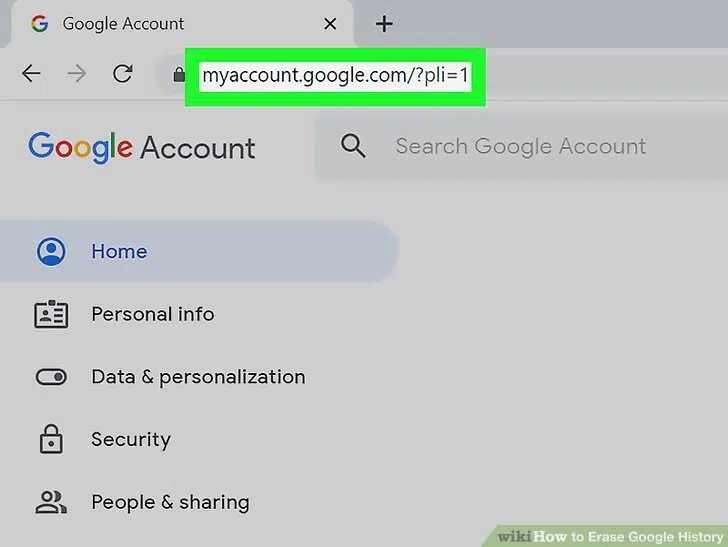 Google Account
myaccount.google.com/?pli=1
Google Account
Search Google Account
Home
Personal info
Data & personalization
Security
People & sharing
wikiHow to Erase Google History